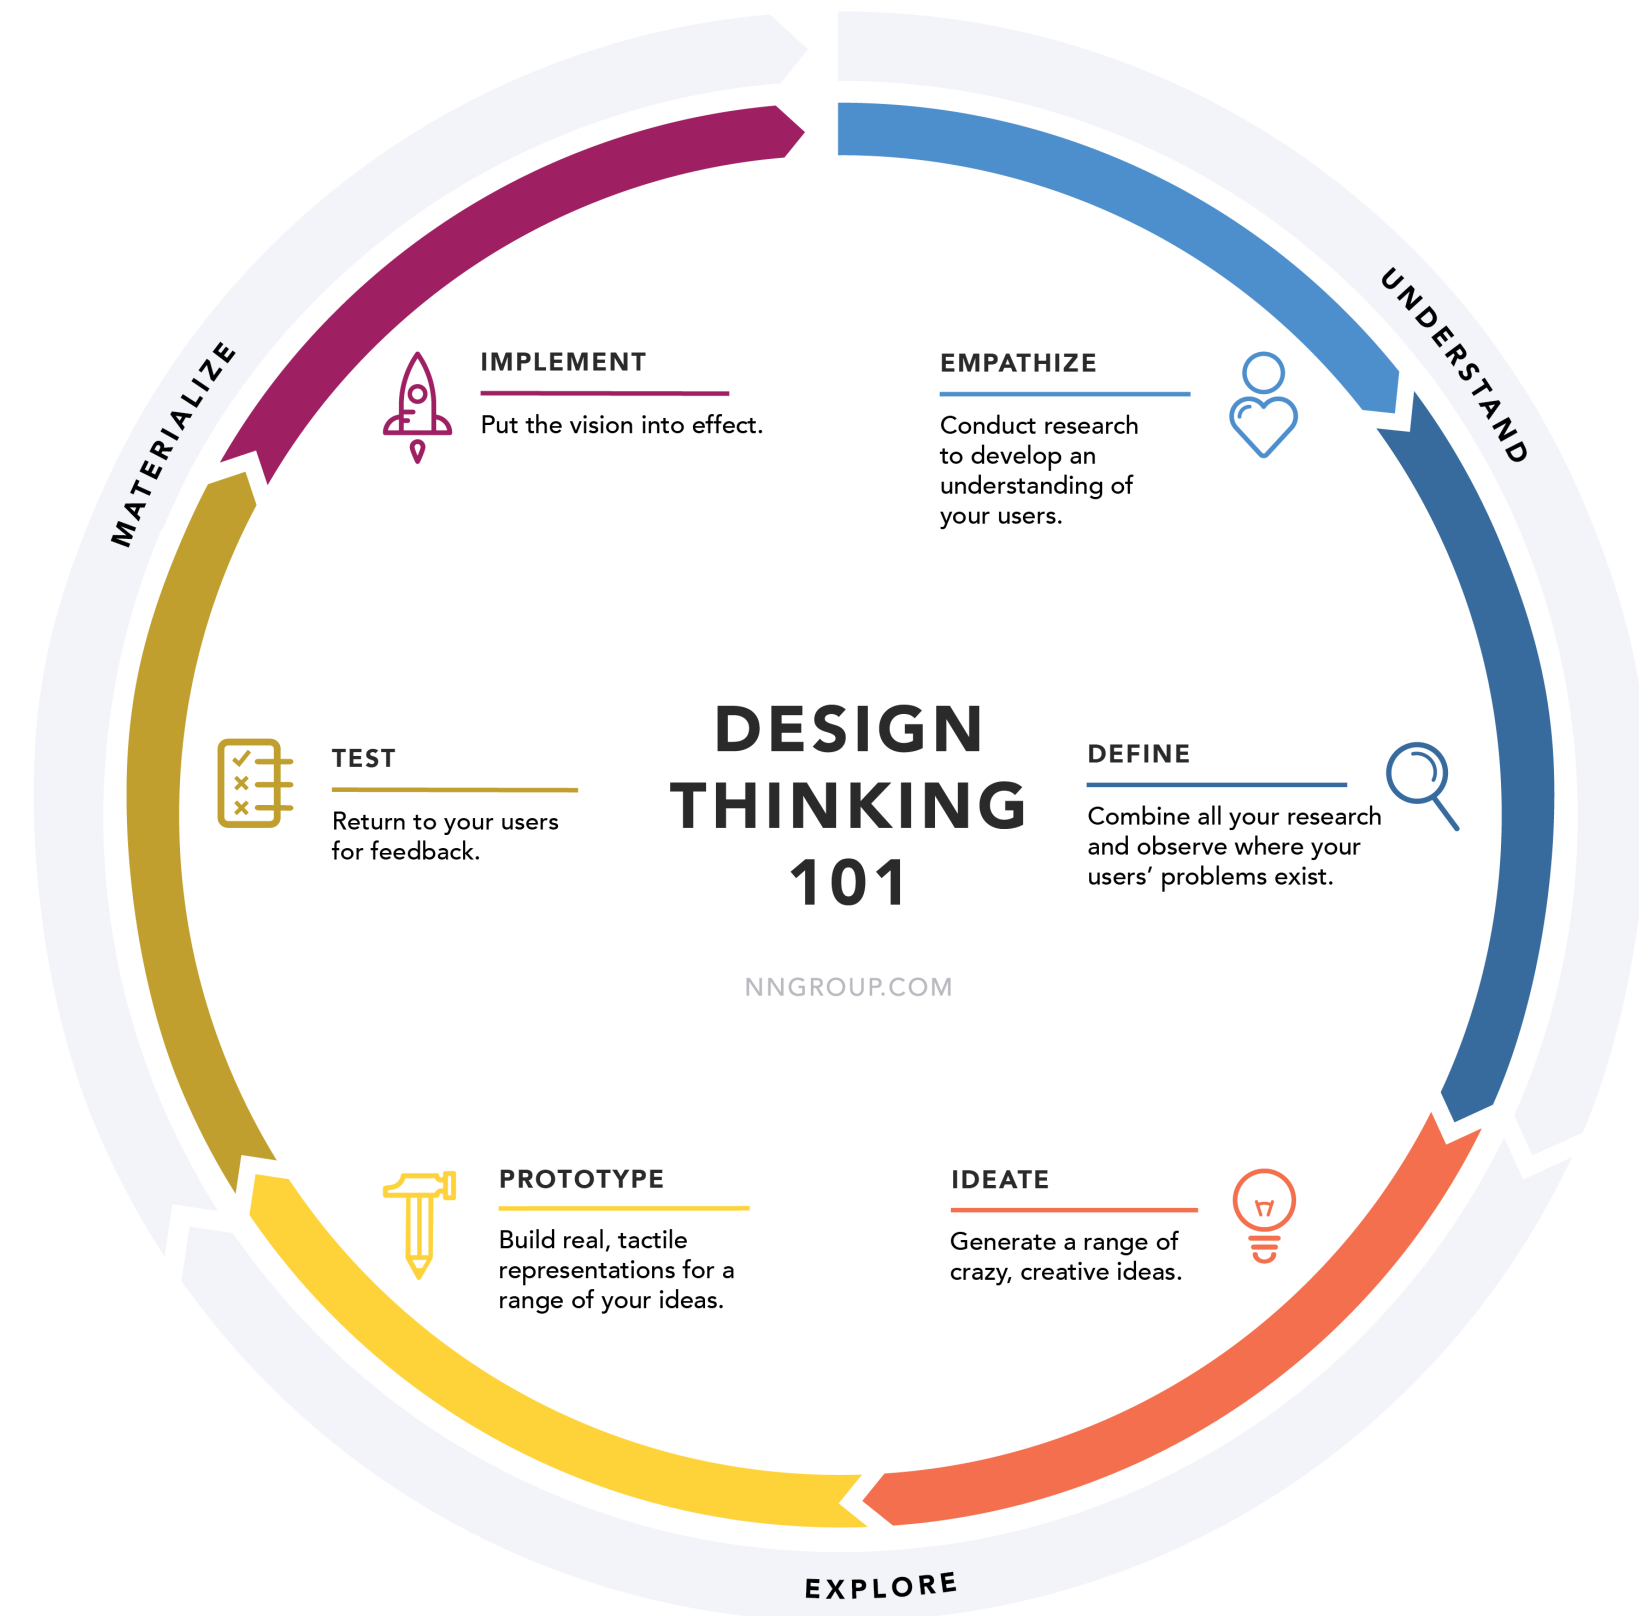 DESIGN
THINKING
101
NNGROUP.COM
UNDERSTAND
EMPATHIZE
Conduct research
to develop an
understanding of
your users.
DEFINE
Combine all your research
and observe where your
users’ problems exist.
EXPLORE
IDEATE
Generate a range of
crazy, creative ideas.
PROTOTYPE
Build real, tactile
representations for a
range of your ideas.
MATERIALIZE
TEST
Return to your users
for feedback.
IMPLEMENT
Put the vision into effect.